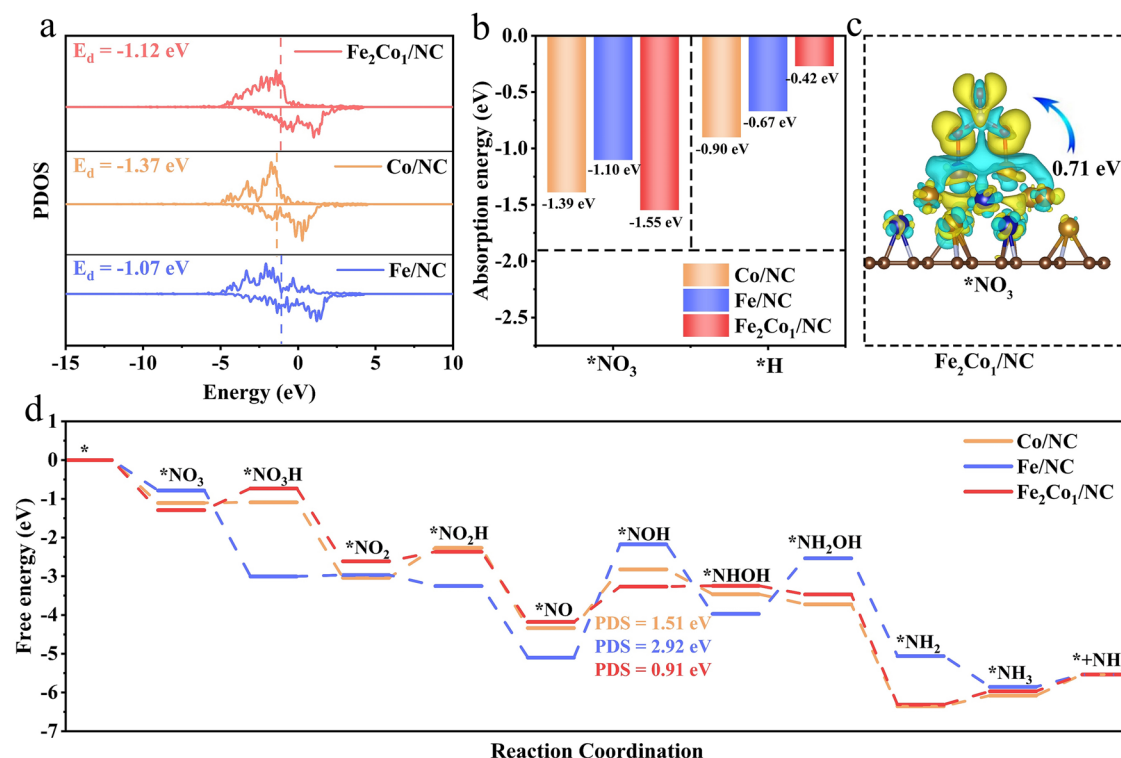 a
E_d = -1.12 eV
Fe₂Co₁/NC
E_d = -1.37 eV
Co/NC
E_d = -1.07 eV
Fe/NC
PDOS
-15
-10
-5
0
5
10
Energy (eV)
b
0.0
-0.5
-1.0
-1.5
-2.0
-2.5
Absorption energy (eV)
-1.39 eV
-1.10 eV
-1.55 eV
-0.90 eV
-0.67 eV
-0.42 eV
Co/NC
Fe/NC
Fe₂Co₁/NC
*NO₃
*H
c
0.71 eV
*NO₃
Fe₂Co₁/NC
d
1
0
-1
-2
-3
-4
-5
-6
-7
Free energy (eV)
*
*NO₃
*NO₃H
*NO₂
*NO₂H
*NO
*NOH
*NHOH
*NH₂OH
*NH₂
*NH₃
*+NH
PDS = 1.51 eV
PDS = 2.92 eV
PDS = 0.91 eV
Co/NC
Fe/NC
Fe₂Co₁/NC
Reaction Coordination